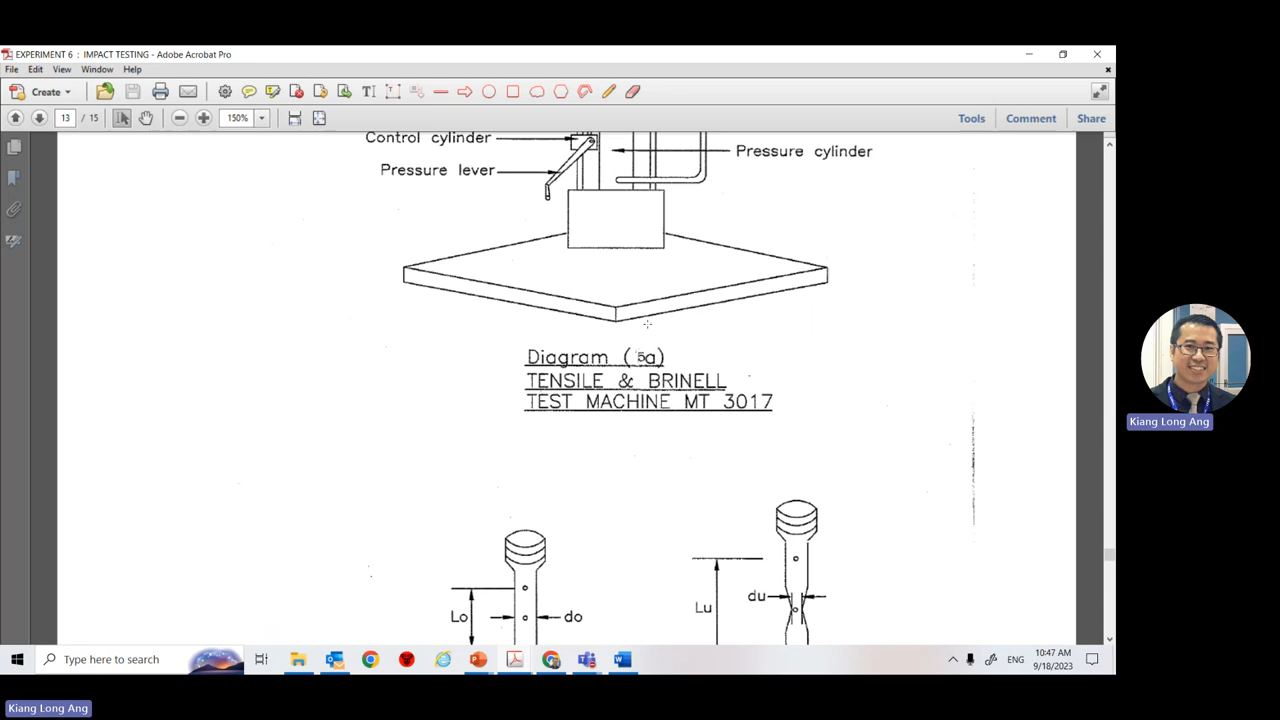 EXPERIMENT 6 : IMPACT TESTING - Adobe Acrobat Pro
File Edit View Window Help
Create
13 / 15
150%
Tools Comment Share
Control cylinder
Pressure cylinder
Pressure lever
Diagram (5a)
TENSILE & BRINELL
TEST MACHINE MT 3017
Kiang Long Ang
Lu
du
Lo
do
Type here to search
ENG
10:47 AM
9/18/2023
Kiang Long Ang